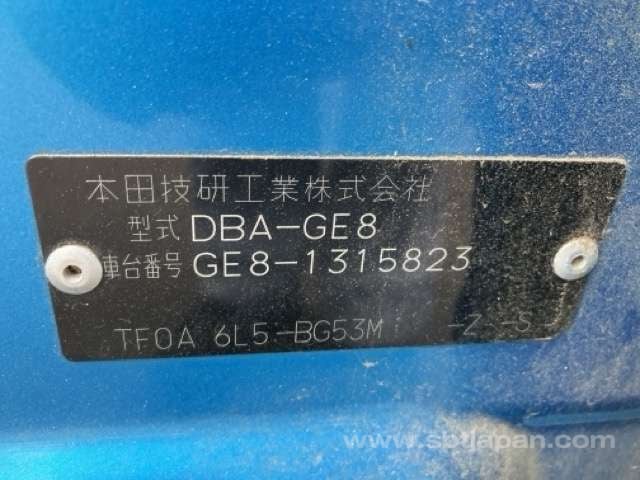 本田技研工業株式会社
型式 DBA-GE8
車台番号 GE8-1315823
TF0A 6L5-BG53M -Z -S
www.sbtjapan.com